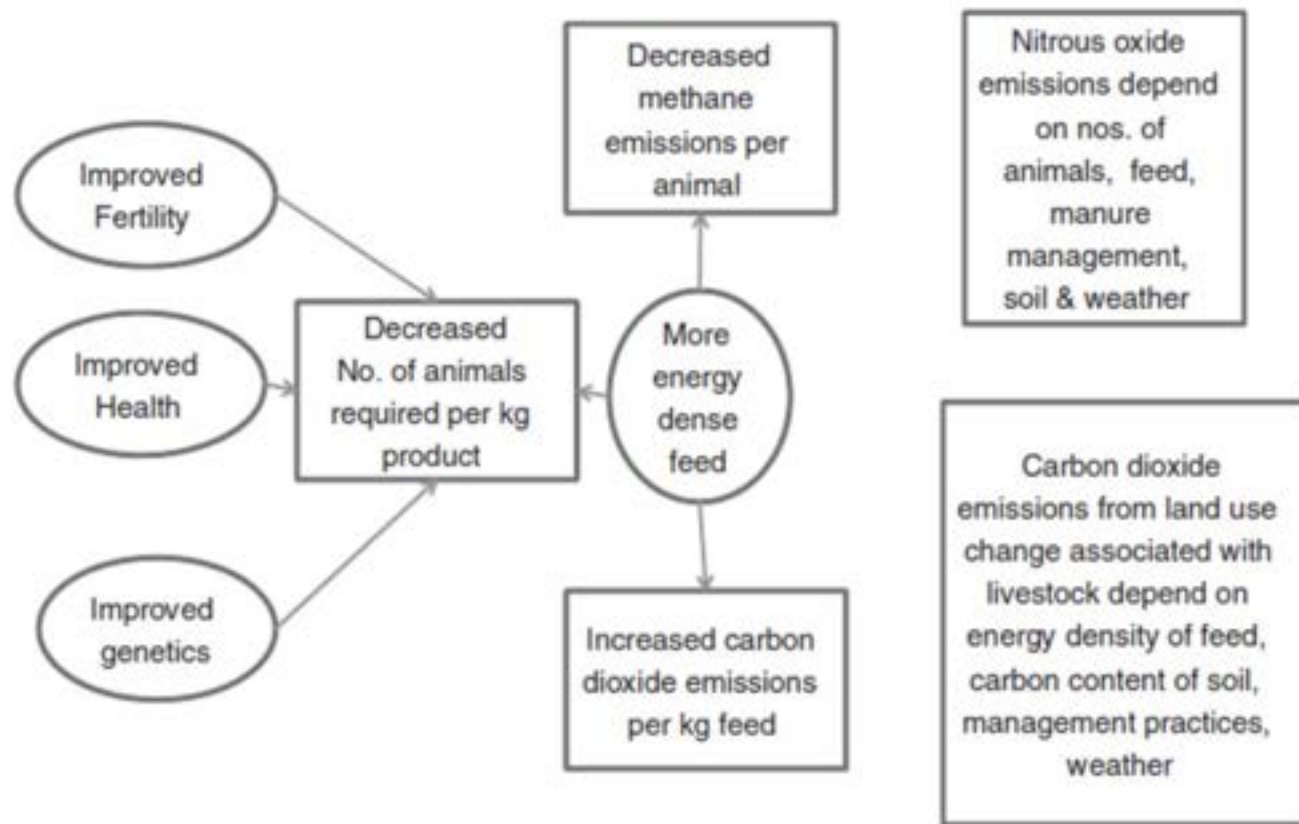 Improved
Fertility
Improved
Health
Improved
genetics
Decreased
No. of animals
required per kg
product
Decreased
methane
emissions per
animal
More
energy
dense
feed
Increased carbon
dioxide emissions
per kg feed
Nitrous oxide
emissions depend
on nos. of
animals, feed,
manure
management,
soil & weather
Carbon dioxide
emissions from land use
change associated with
livestock depend on
energy density of feed,
carbon content of soil,
management practices,
weather